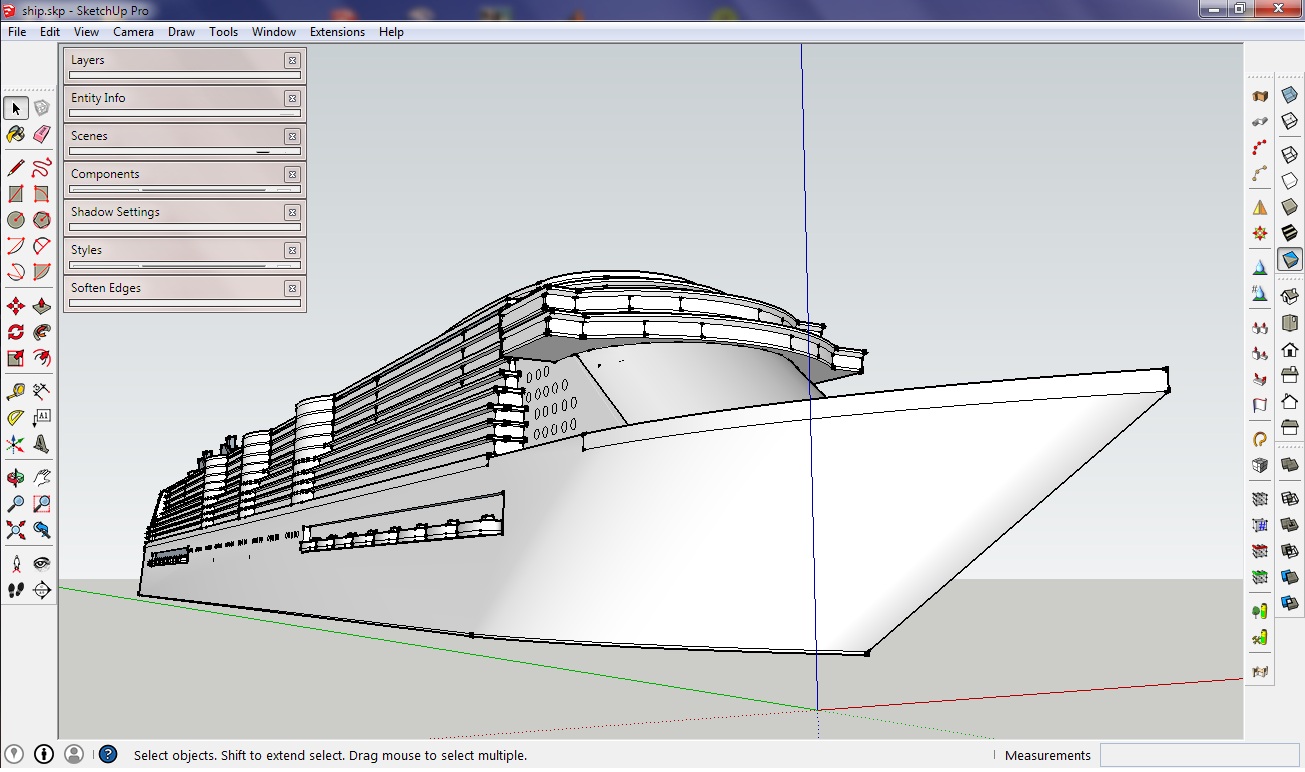 ship.skp - SketchUp Pro
File Edit View Camera Draw Tools Window Extensions Help
Layers
Entity Info
Scenes
Components
Shadow Settings
Styles
Soften Edges
A1
Select objects. Shift to extend select. Drag mouse to select multiple.
Measurements